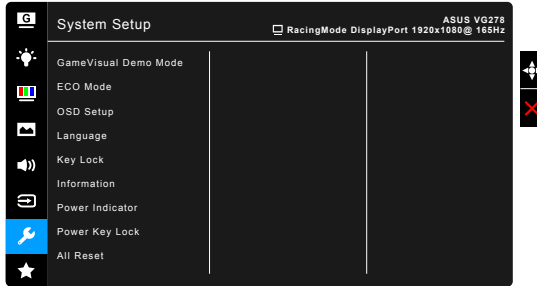 G
System Setup
ASUS VG278
RacingMode DisplayPort 1920x1080@ 165Hz
GameVisual Demo Mode
ECO Mode
OSD Setup
Language
Key Lock
Information
Power Indicator
Power Key Lock
All Reset